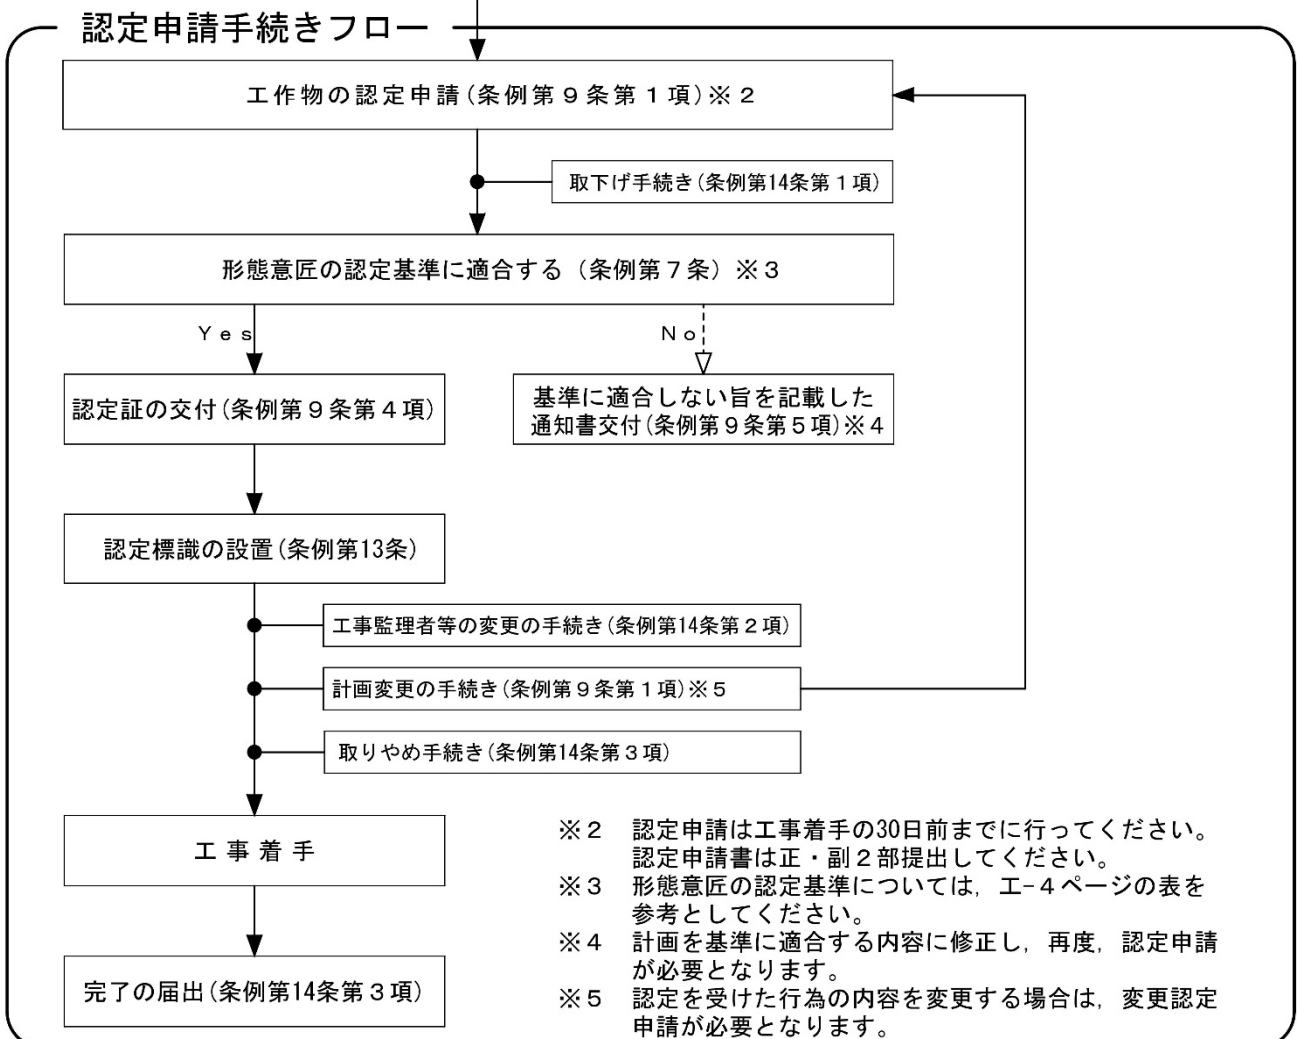 認定申請手続きフロー
工作物の認定申請(条例第９条第１項)※２
取下げ手続き(条例第14条第１項)
形態意匠の認定基準に適合する（条例第７条）※３
Ｙｅｓ
Ｎｏ
認定証の交付(条例第９条第４項)
基準に適合しない旨を記載した
通知書交付(条例第９条第５項)※４
認定標識の設置(条例第13条)
工事監理者等の変更の手続き(条例第14条第２項)
計画変更の手続き(条例第９条第１項)※５
取りやめ手続き(条例第14条第３項)
工事着手
完了の届出(条例第14条第３項)
※２ 認定申請は工事着手の30日前までに行ってください。
認定申請書は正・副２部提出してください。
※３ 形態意匠の認定基準については，エ-４ページの表を
参考としてください。
※４ 計画を基準に適合する内容に修正し，再度，認定申請
が必要となります。
※５ 認定を受けた行為の内容を変更する場合は，変更認定
申請が必要となります。